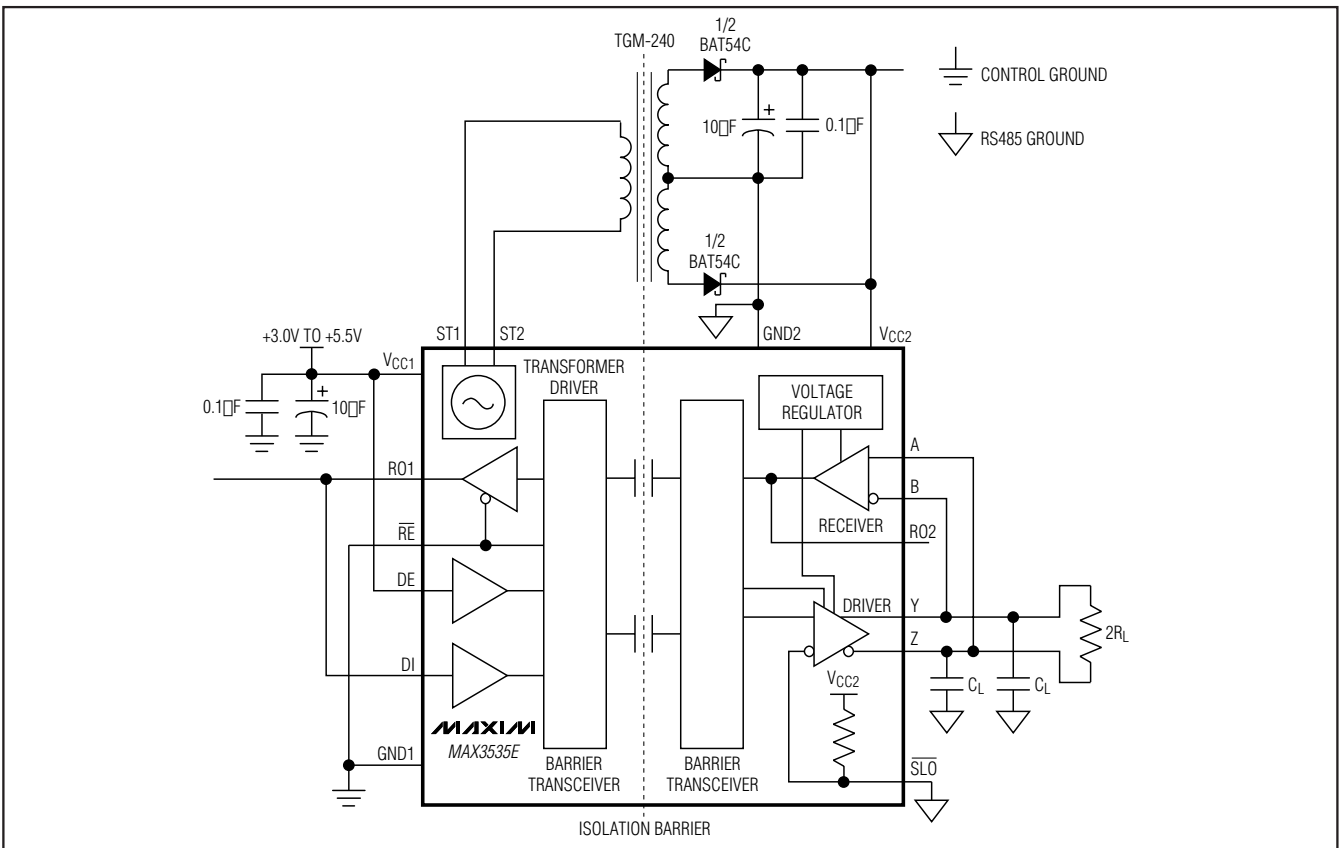 TGM-240
1/2
BAT54C
CONTROL GROUND
10▯F
+
0.1▯F
RS485 GROUND
1/2
BAT54C
+3.0V TO +5.5V
ST1
ST2
GND2
VCC2
VCC1
TRANSFORMER
DRIVER
VOLTAGE
REGULATOR
0.1▯F
+
10▯F
A
RO1
B
RECEIVER
RO2
RE
DE
DRIVER
Y
2RL
Z
DI
VCC2
CL
CL
MAXIM
MAX3535E
GND1
BARRIER
TRANSCEIVER
BARRIER
TRANSCEIVER
SLO
ISOLATION BARRIER